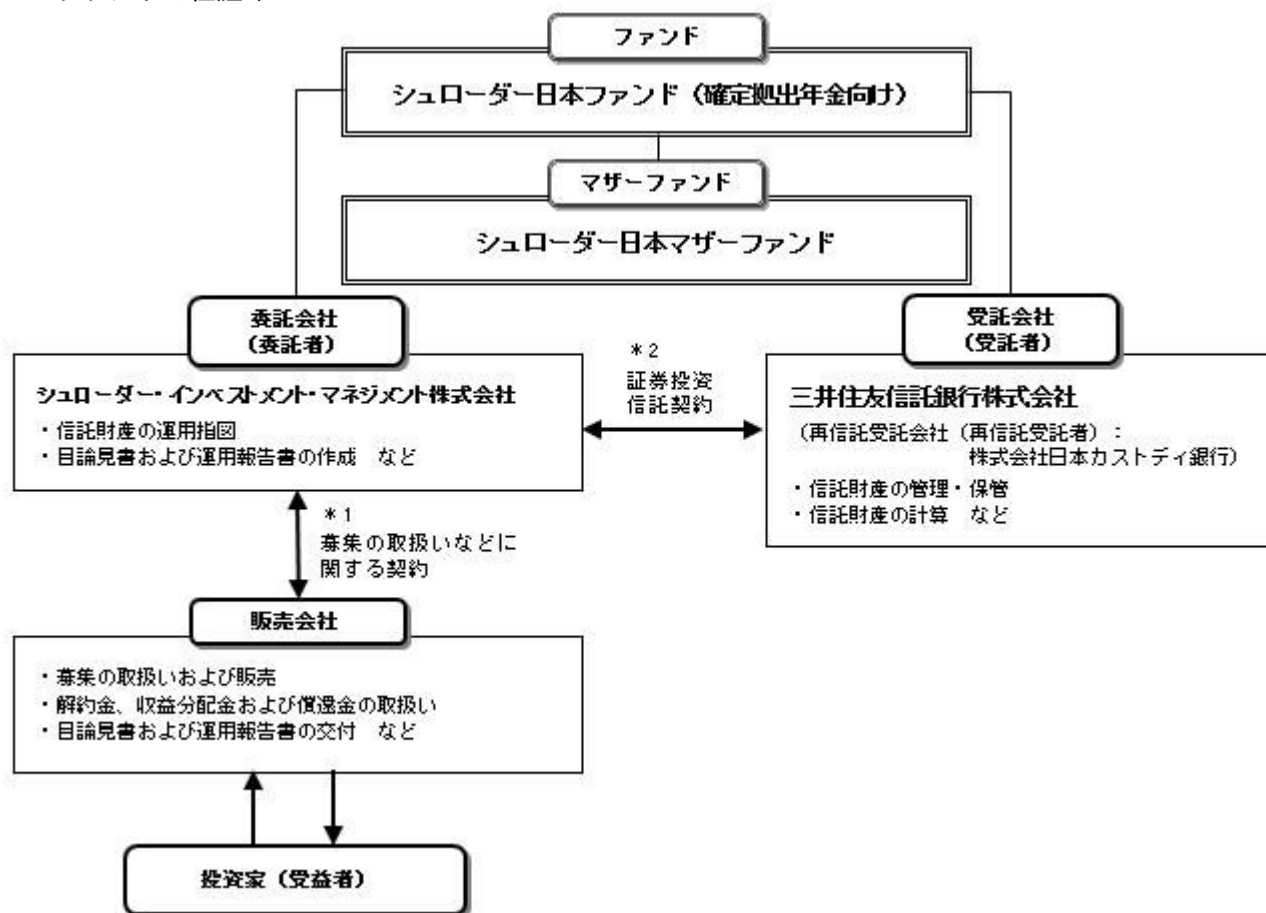 ファンド
シュローダー日本ファンド（確定拠出年金向け）
マザーファンド
シュローダー日本マザーファンド
委託会社
（委託者）
シュローダー・インベストメント・マネジメント株式会社
・信託財産の運用指図
・目論見書および運用報告書の作成　など
＊2
証券投資
信託契約
受託会社
（受託者）
三井住友信託銀行株式会社
（再信託受託会社（再信託受託者）：
株式会社日本カストディ銀行）
・信託財産の管理・保管
・信託財産の計算　など
＊1
募集の取扱いなどに
関する契約
販売会社
・募集の取扱いおよび販売
・解約金、収益分配金および償還金の取扱い
・目論見書および運用報告書の交付　など
投資家（受益者）